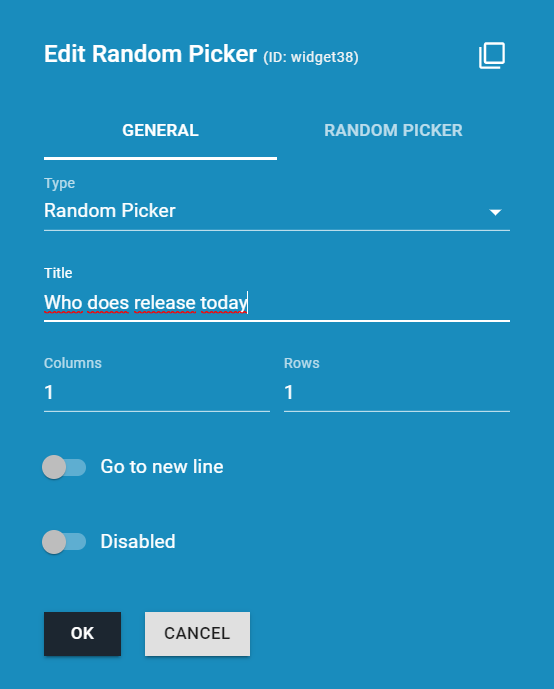 Edit Random Picker (ID: widget38)
GENERAL RANDOM PICKER
Type
Random Picker
Title
Who does release today
Columns Rows
1 1
Go to new line
Disabled
OK CANCEL